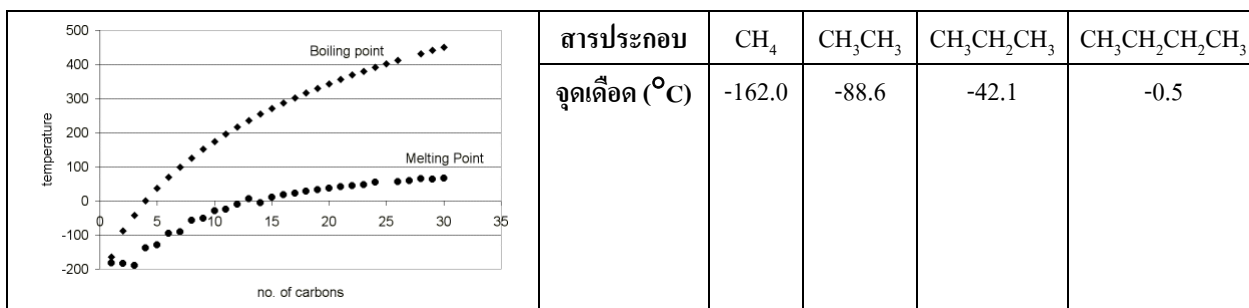 500
400
300
200
100
0
-100
-200
0 5 10 15 20 25 30 35
temperature
Boiling point
Melting Point
no. of carbons
สารประกอบ CH₄ CH₃CH₃ CH₃CH₂CH₃ CH₃CH₂CH₂CH₃
จุดเดือด (°C) -162.0 -88.6 -42.1 -0.5